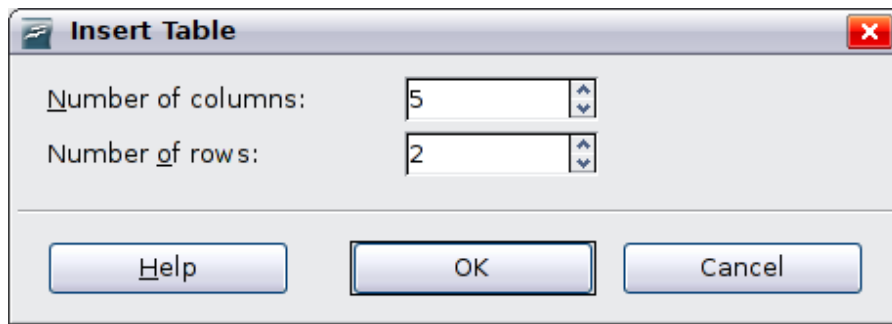 Insert Table
Number of columns: 5
Number of rows: 2
Help OK Cancel